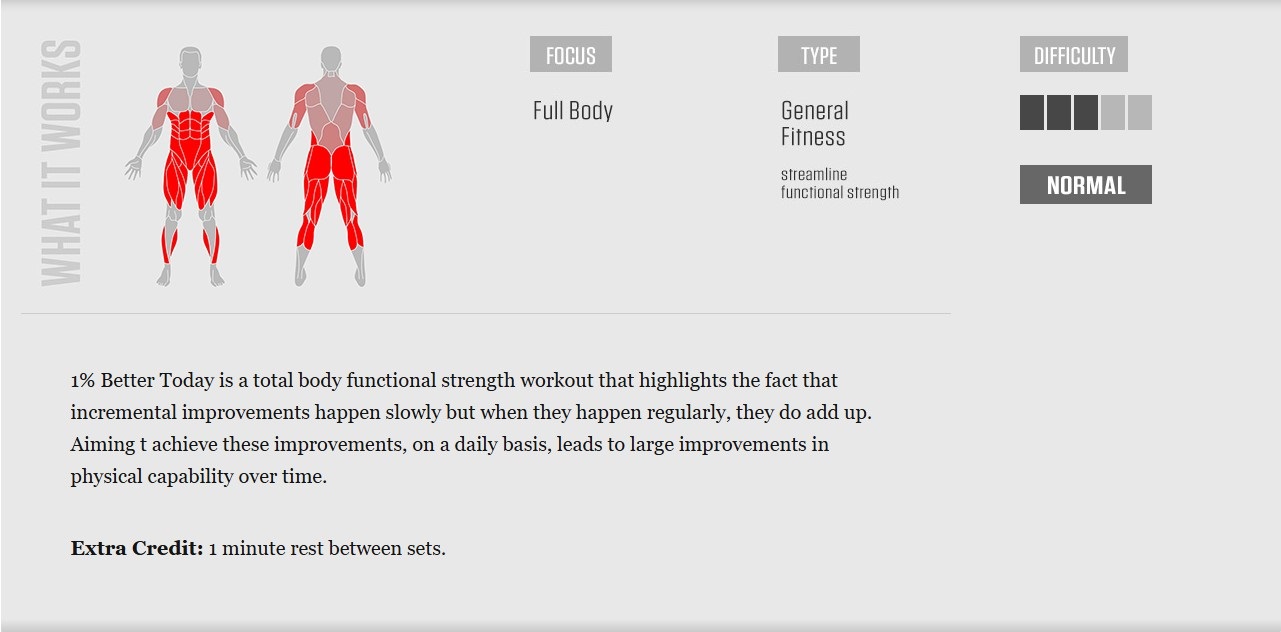 WHAT IT WORKS
FOCUS
Full Body
TYPE
General
Fitness
streamline
functional strength
DIFFICULTY
NORMAL
1% Better Today is a total body functional strength workout that highlights the fact that
incremental improvements happen slowly but when they happen regularly, they do add up.
Aiming t achieve these improvements, on a daily basis, leads to large improvements in
physical capability over time.
Extra Credit: 1 minute rest between sets.